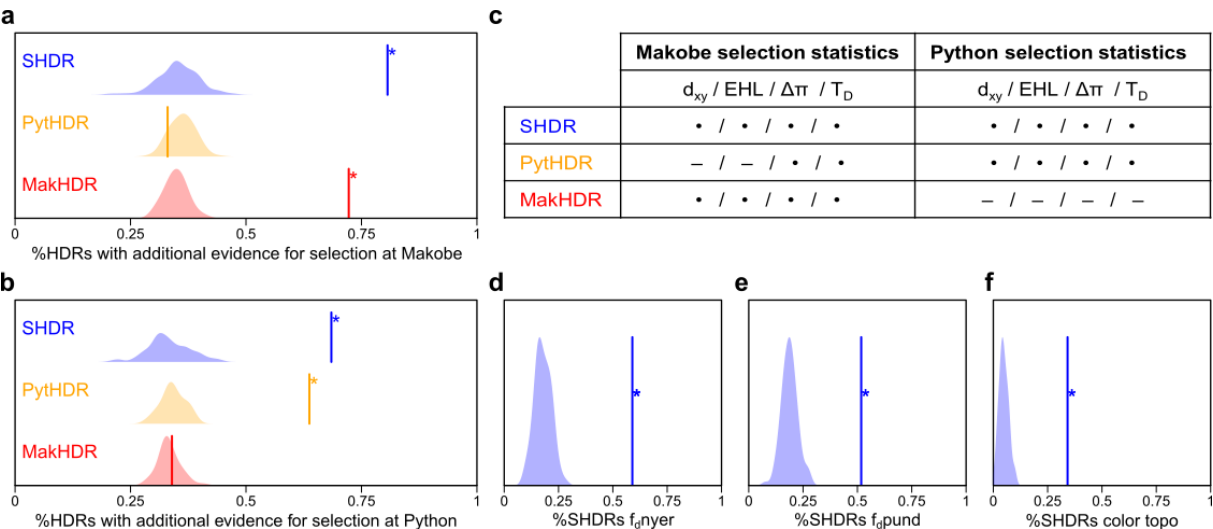 a
SHDR
*
PytHDR
MakHDR
*
0 0.25 0.5 0.75 1
%HDRs with additional evidence for selection at Makobe
c
Makobe selection statistics Python selection statistics
dxy / EHL / Δπ / TD dxy / EHL / Δπ / TD
SHDR • / • / • / • • / • / • / •
PytHDR – / – / • / • • / • / • / •
MakHDR • / • / • / • – / – / – / –
b
SHDR
*
PytHDR
*
MakHDR
0 0.25 0.5 0.75 1
%HDRs with additional evidence for selection at Python
d
*
0 0.25 0.5 0.75 1
%SHDRs fdnyer
e
*
0 0.25 0.5 0.75 1
%SHDRs fdpund
f
*
0 0.25 0.5 0.75 1
%SHDRs color topo